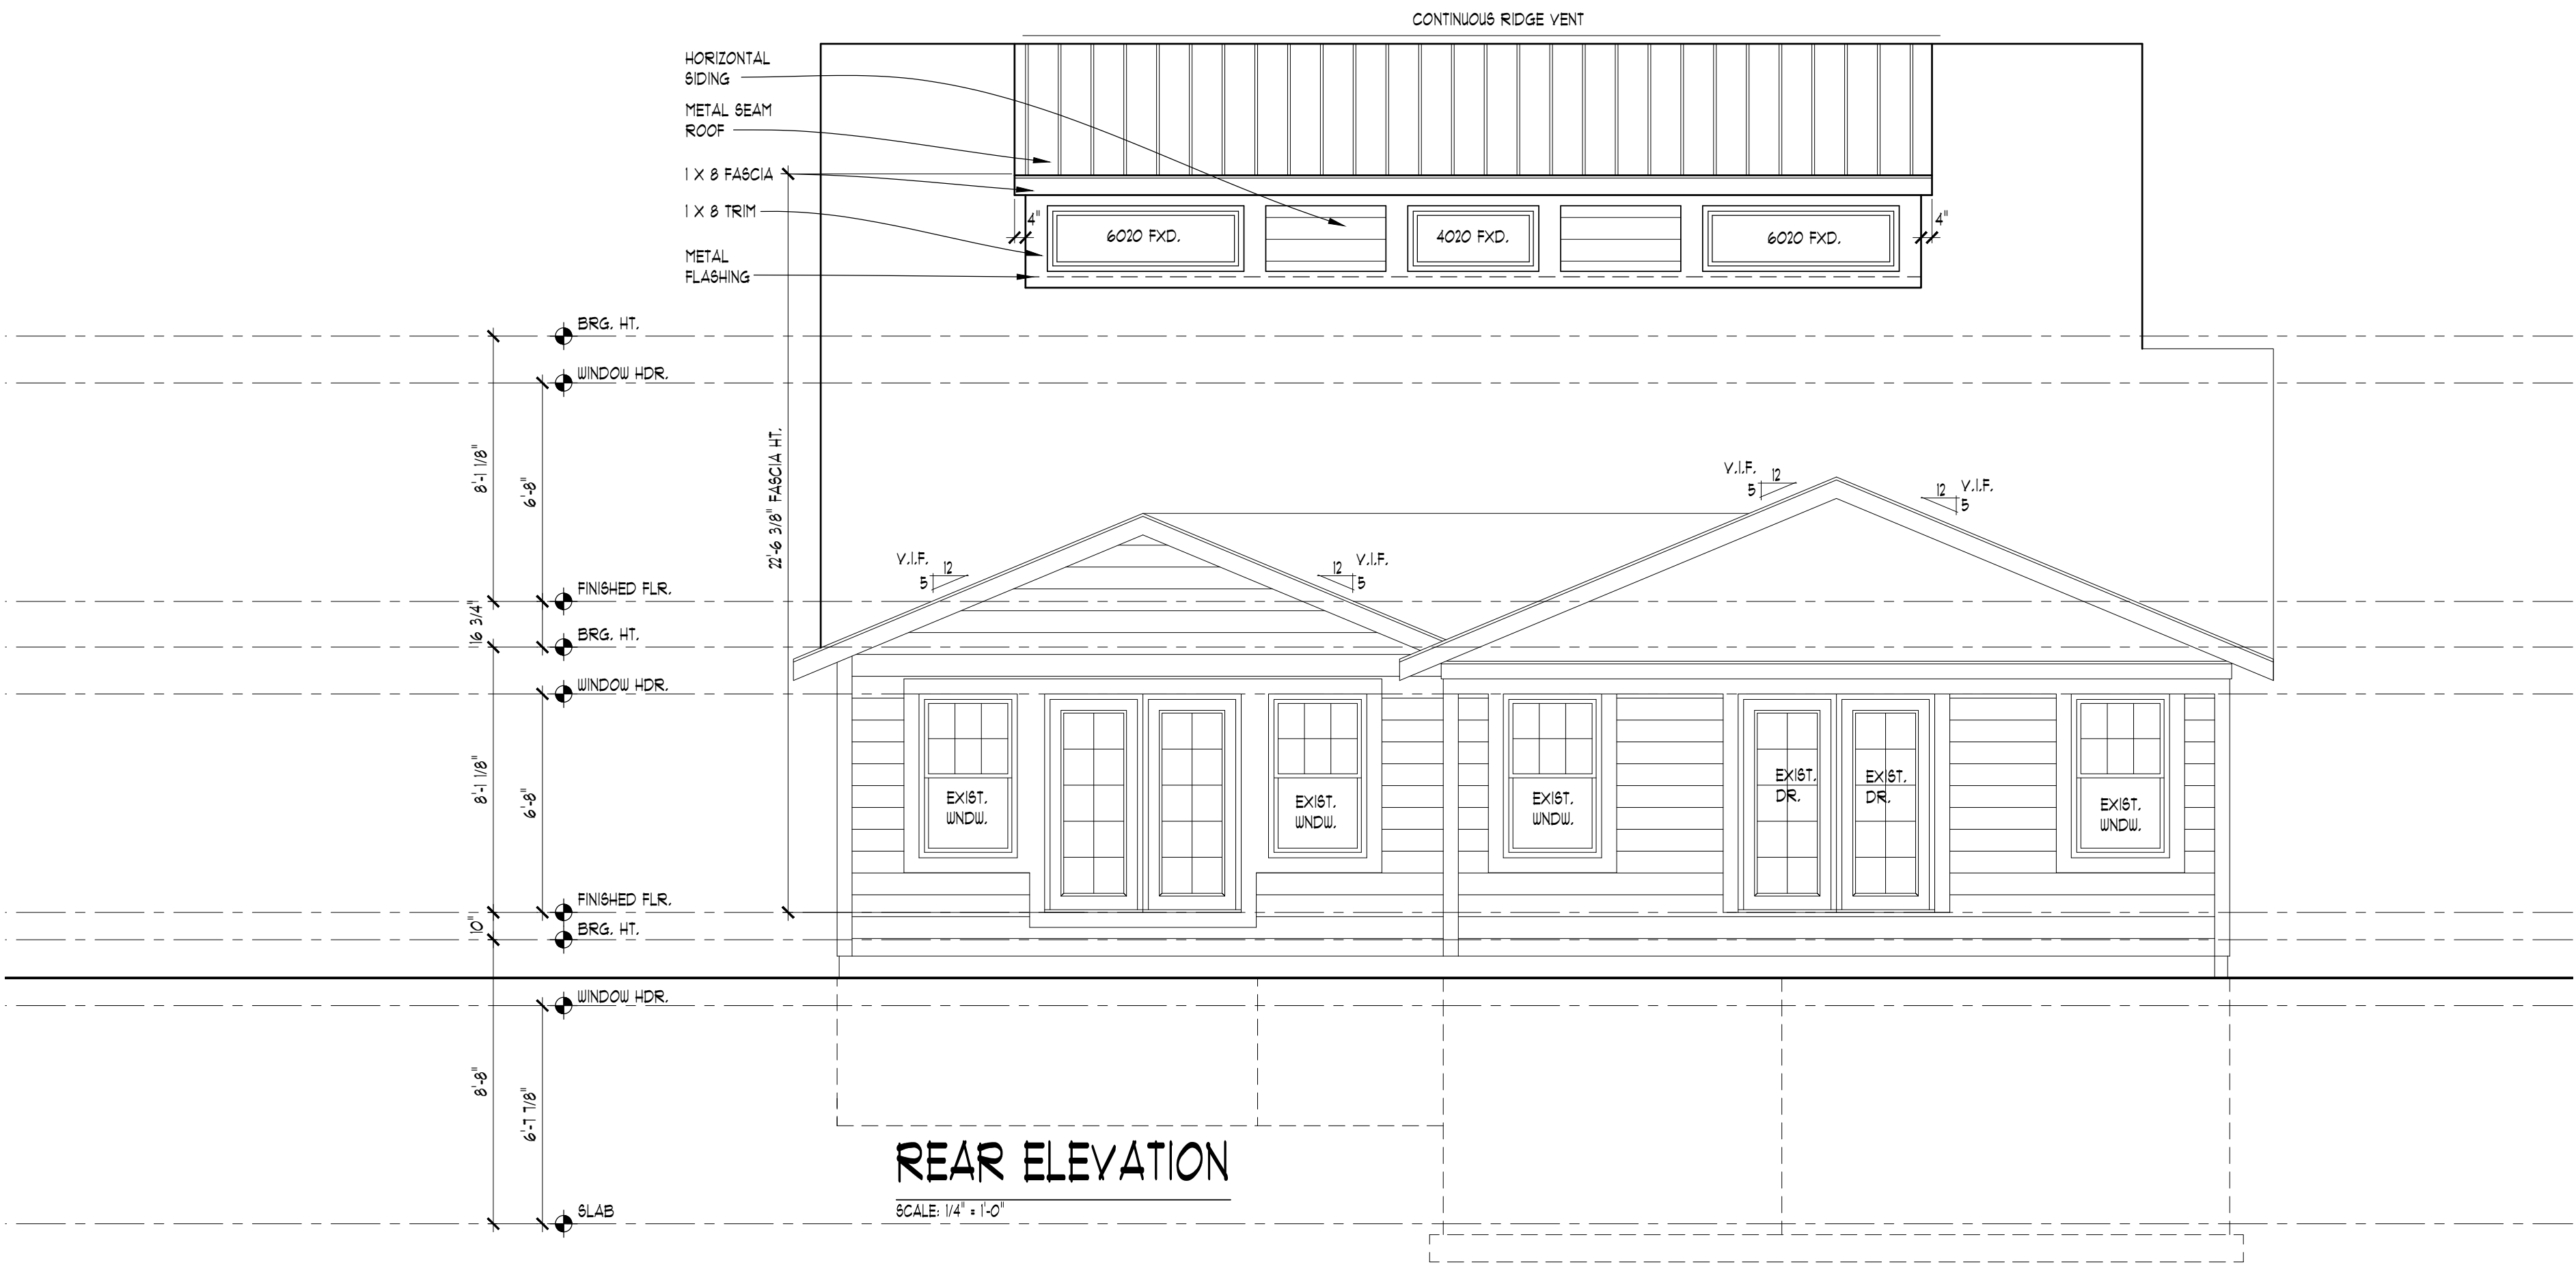 CONTINUOUS RIDGE VENT
HORIZONTAL
SIDING
METAL SEAM
ROOF
1 X 8 FASCIA
1 X 8 TRIM
METAL
FLASHING
4"
6020 FXD.
4020 FXD.
6020 FXD.
4"
BRG. HT.
WINDOW HDR.
8'-1 1/8"
6'-8"
22'-6 3/8" FASCIA HT.
V.I.F.
12
5
12
V.I.F.
5
V.I.F.
12
5
12
V.I.F.
5
FINISHED FLR.
16 3/4"
BRG. HT.
WINDOW HDR.
8'-1 1/8"
6'-8"
EXIST.
WNDW.
EXIST.
WNDW.
EXIST.
WNDW.
EXIST.
DR.
EXIST.
DR.
EXIST.
WNDW.
FINISHED FLR.
10"
BRG. HT.
WINDOW HDR.
8'-8"
6'-7 7/8"
SLAB
REAR ELEVATION
SCALE: 1/4" = 1'-0"